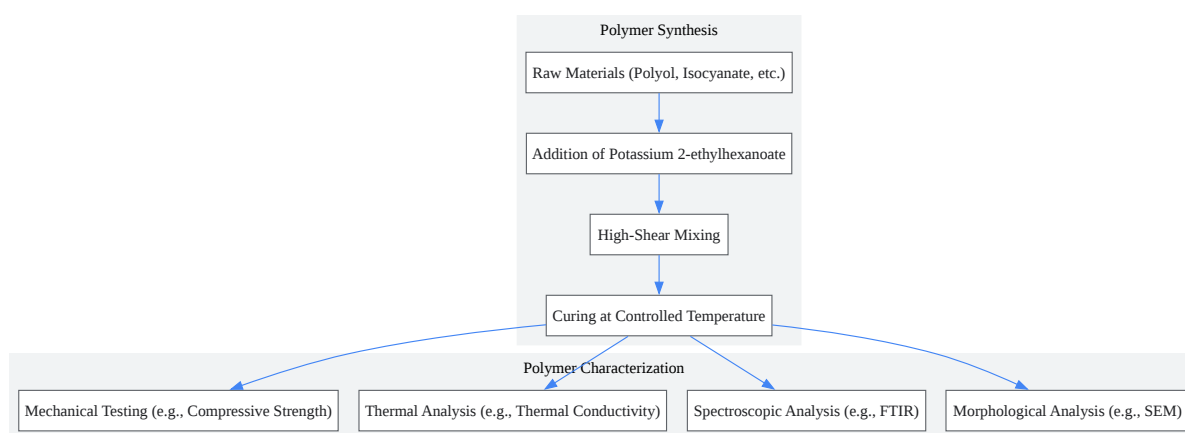 Polymer Synthesis
Raw Materials (Polyol, Isocyanate, etc.)
Addition of Potassium 2-ethylhexanoate
High-Shear Mixing
Curing at Controlled Temperature
Polymer Characterization
Mechanical Testing (e.g., Compressive Strength)
Thermal Analysis (e.g., Thermal Conductivity)
Spectroscopic Analysis (e.g., FTIR)
Morphological Analysis (e.g., SEM)